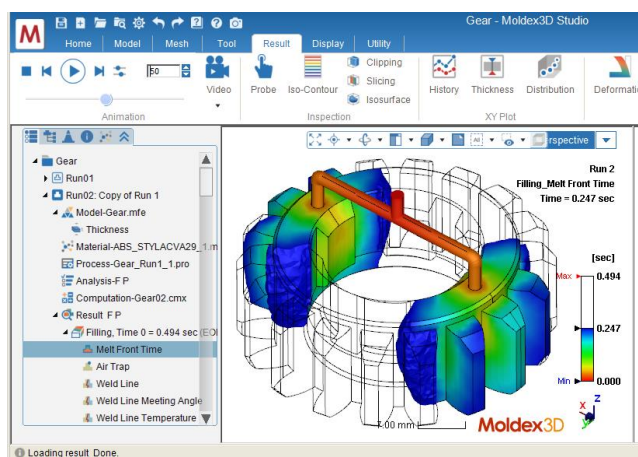 Gear - Moldex3D Studio
M
Home Model Mesh Tool Result Display Utility
50
Video
Animation
Probe Iso-Contour
Clipping
Slicing
Isosurface
Inspection
History Thickness Distribution
XY Plot
Deformati
Gear
Run01
Run02: Copy of Run 1
Model-Gear.mfe
Thickness
Material-ABS_STYLACVA29_1.m
Process-Gear_Run1_1.pro
Analysis-F P
Computation-Gear02.cmx
Result F P
Filling, Time 0 = 0.494 sec (EO
Melt Front Time
Air Trap
Weld Line
Weld Line Meeting Angle
Weld Line Temperature
rspective
Run 2
Filling_Melt Front Time
Time = 0.247 sec
[sec]
Max 0.494
0.247
Min 0.000
7.00 mm
Moldex3D
X Y Z
Loading result Done.